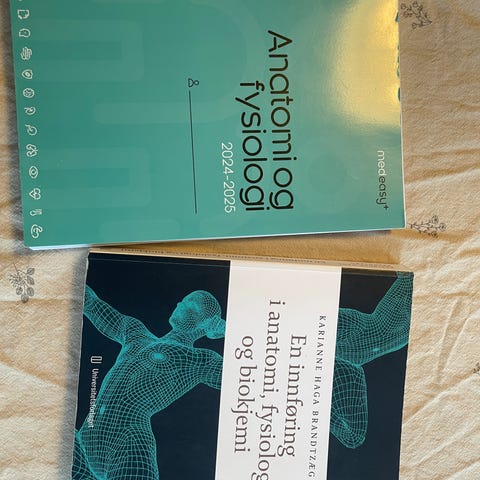 Anatomi og
fysiologi
2024-2025
medeasy+
KARIANNE HAGA BRANDTZÆG
En innføring
i anatomi, fysiolog
og biokjemi
Universitetsforlaget